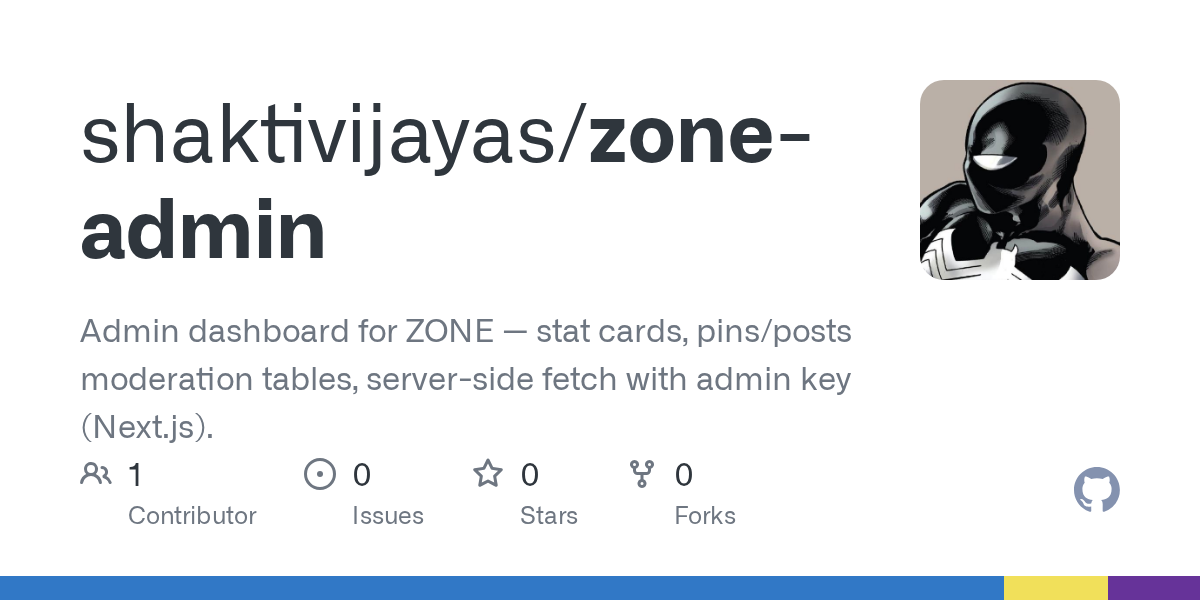 shaktivijayas/zone-
admin
Admin dashboard for ZONE — stat cards, pins/posts
moderation tables, server-side fetch with admin key
(Next.js).
1 0 0 0
Contributor Issues Stars Forks